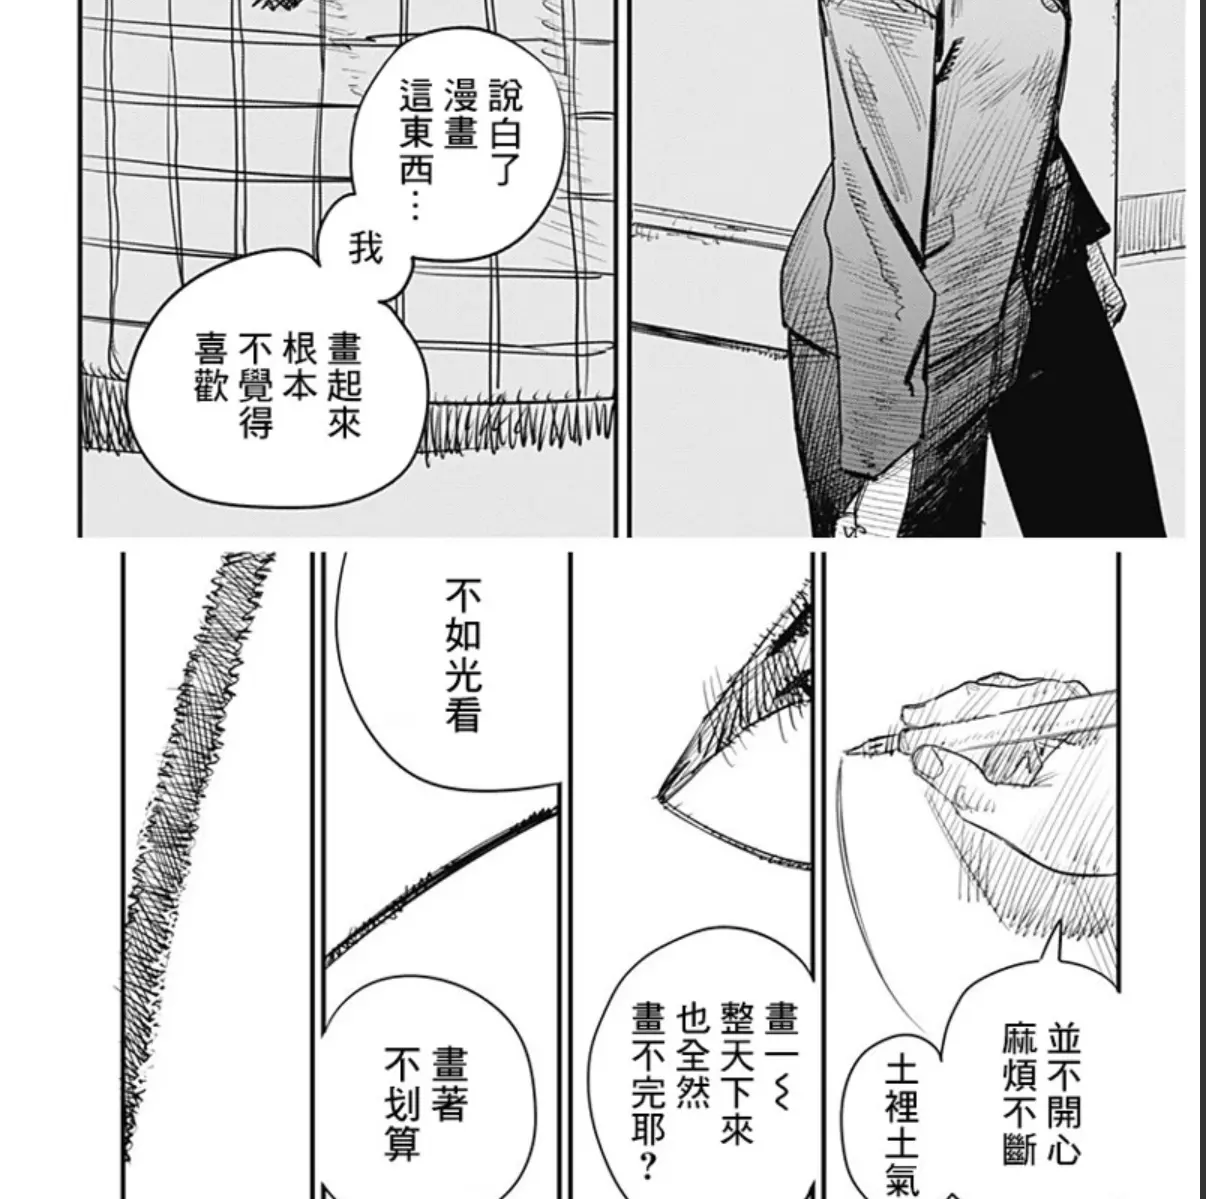 說白了
漫畫
這東西…
我
畫起來
根本
不覺得
喜歡
並不開心
麻煩不斷
土裡土氣
畫一～
整天下來
也全然
畫不完耶？
不如光看
畫著
不划算